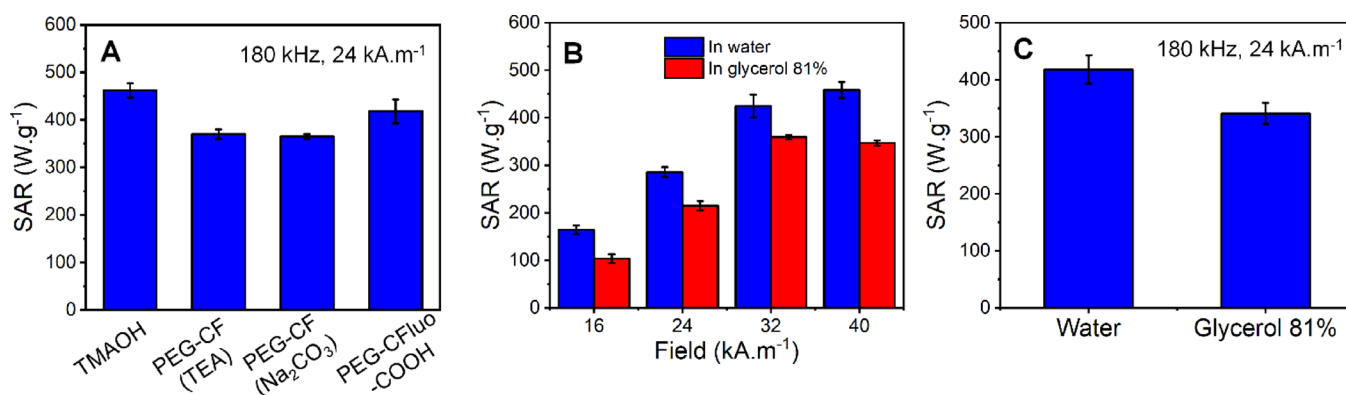 A
180 kHz, 24 kA.m⁻¹
SAR (W.g⁻¹)
600
500
400
300
200
100
0
TMAOH
PEG-CF
(TEA)
PEG-CF
(Na₂CO₃)
PEG-CFluo
-COOH
B
In water
In glycerol 81%
SAR (W.g⁻¹)
600
500
400
300
200
100
0
16
24
32
40
Field (kA.m⁻¹)
C
180 kHz, 24 kA.m⁻¹
SAR (W.g⁻¹)
500
400
300
200
100
0
Water
Glycerol 81%